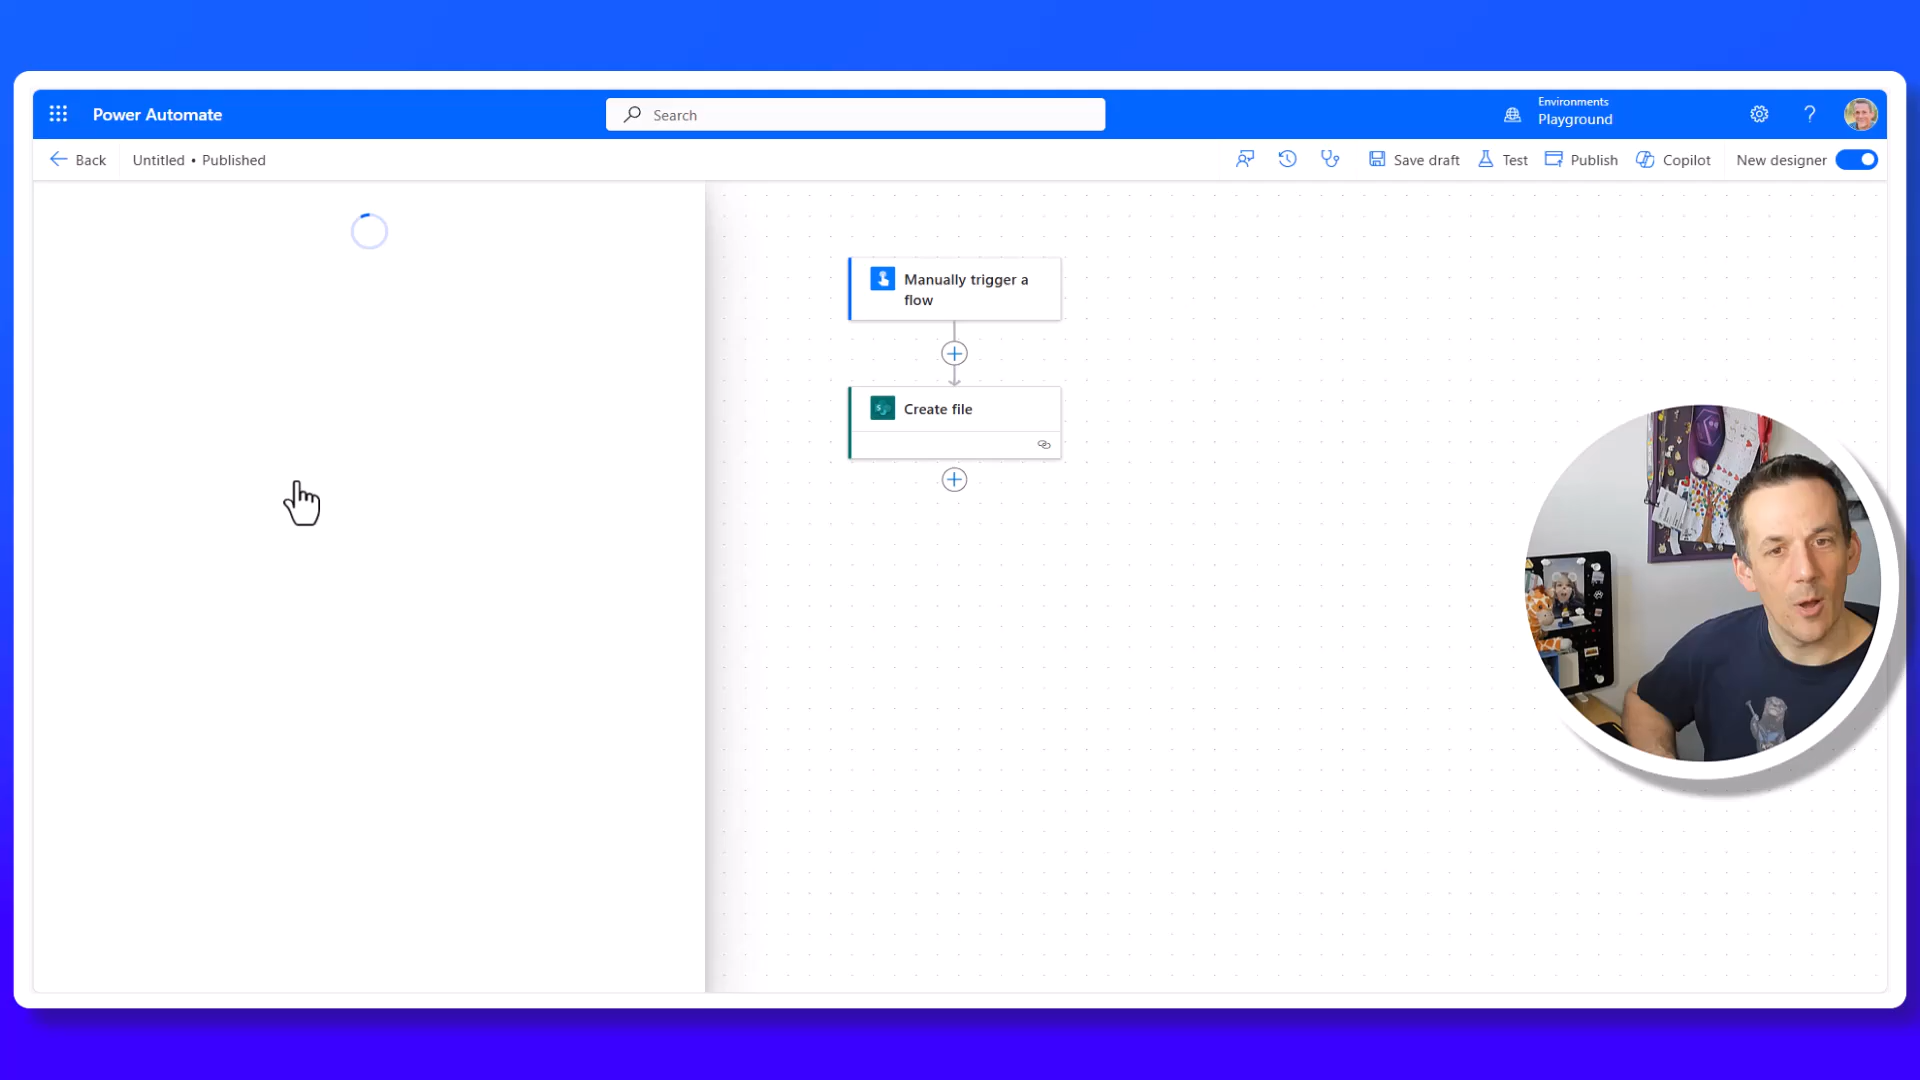 Power Automate
Search
Environments
Playground
Back
Untitled • Published
Save draft
Test
Publish
Copilot
New designer
Manually trigger a
flow
Create file